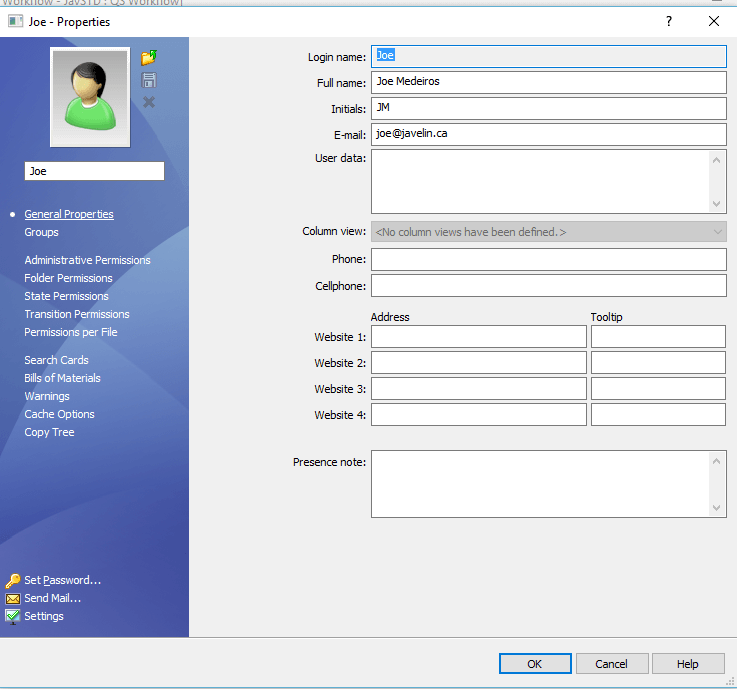 Workflow - JavSTD : QS Workflow]
Joe - Properties
?
Joe
General Properties
Groups
Administrative Permissions
Folder Permissions
State Permissions
Transition Permissions
Permissions per File
Search Cards
Bills of Materials
Warnings
Cache Options
Copy Tree
Set Password...
Send Mail...
Settings
Login name: Joe
Full name: Joe Medeiros
Initials: JM
E-mail: joe@javelin.ca
User data:
Column view: <No column views have been defined.>
Phone:
Cellphone:
Address Tooltip
Website 1:
Website 2:
Website 3:
Website 4:
Presence note:
OK Cancel Help